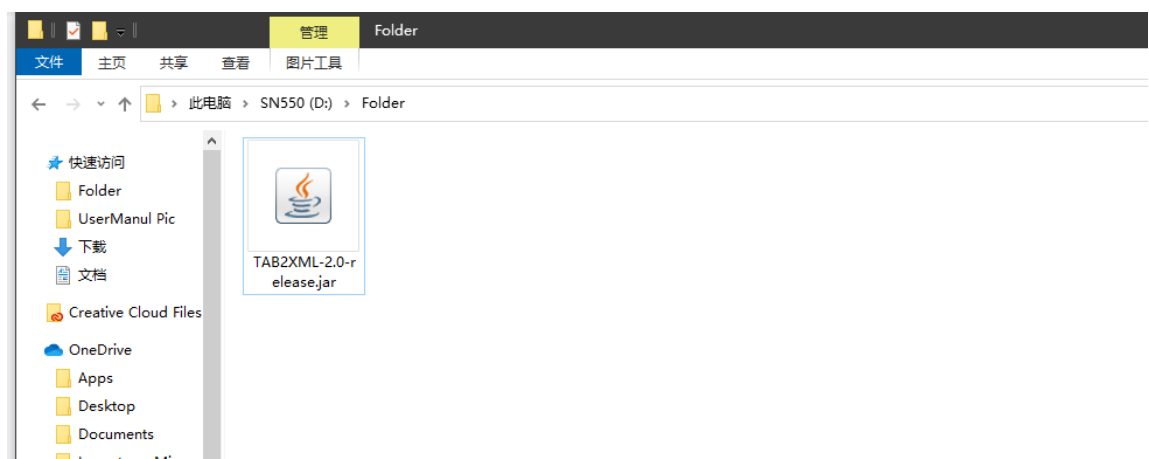 管理 Folder
文件 主页 共享 查看 图片工具
此电脑 › SN550 (D:) › Folder
快速访问
Folder
UserManul Pic
下载
文档
Creative Cloud Files
OneDrive
Apps
Desktop
Documents
TAB2XML-2.0-r
elease.jar